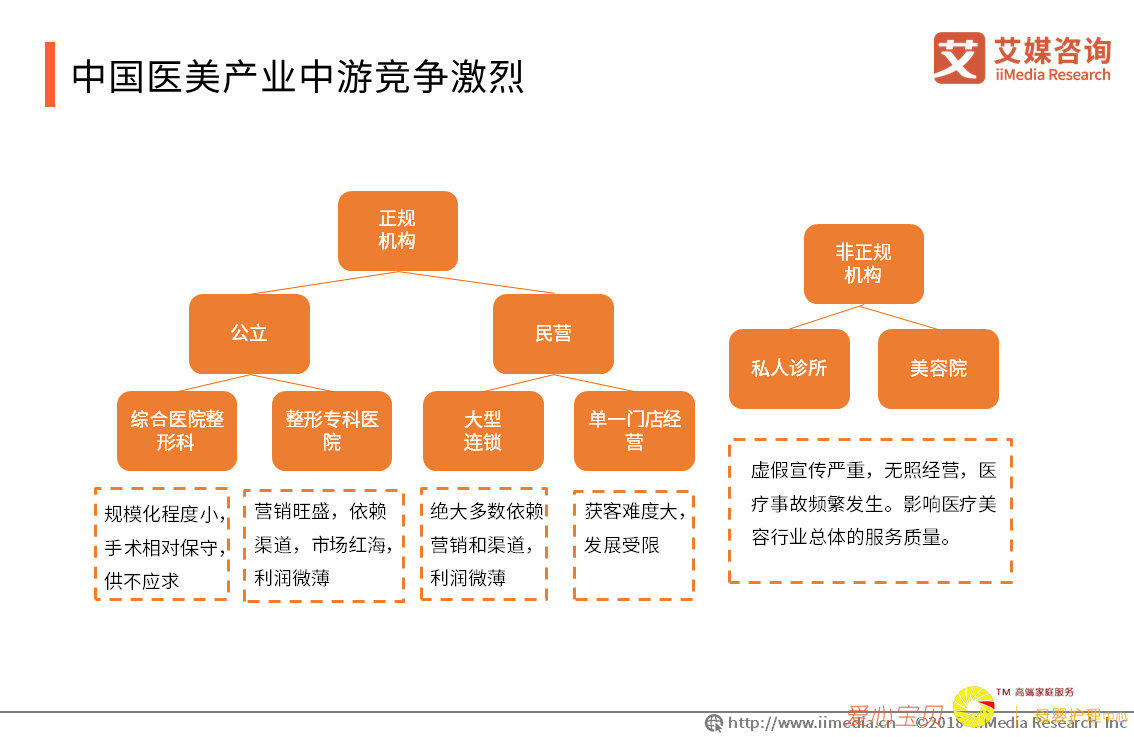 中国医美产业中游竞争激烈
艾媒咨询
iiMedia Research
正规
机构
非正规
机构
公立
民营
私人诊所
美容院
综合医院整
形科
整形专科医
院
大型
连锁
单一门店经
营
规模化程度小，
手术相对保守，
供不应求
营销旺盛，依赖
渠道，市场红海，
利润微薄
绝大多数依赖
营销和渠道，
利润微薄
获客难度大，
发展受限
虚假宣传严重，无照经营，医
疗事故频繁发生。影响医疗美
容行业总体的服务质量。
TM 高端家庭服务
爱心宝贝
母婴护理中心
http://www.iimedia.cn ©2018 iiMedia Research Inc